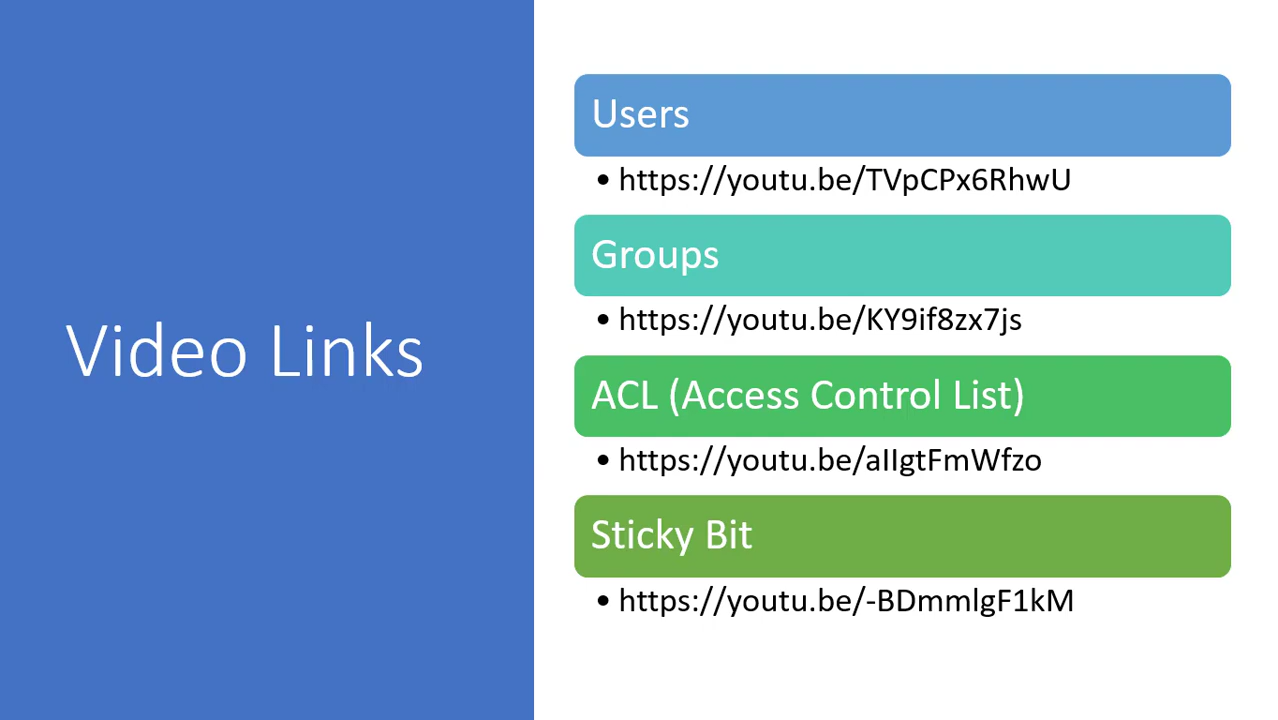 Video Links
Users
• https://youtu.be/TVpCPx6RhwU
Groups
• https://youtu.be/KY9if8zx7js
ACL (Access Control List)
• https://youtu.be/aIIgtFmWfzo
Sticky Bit
• https://youtu.be/-BDmmlgF1kM